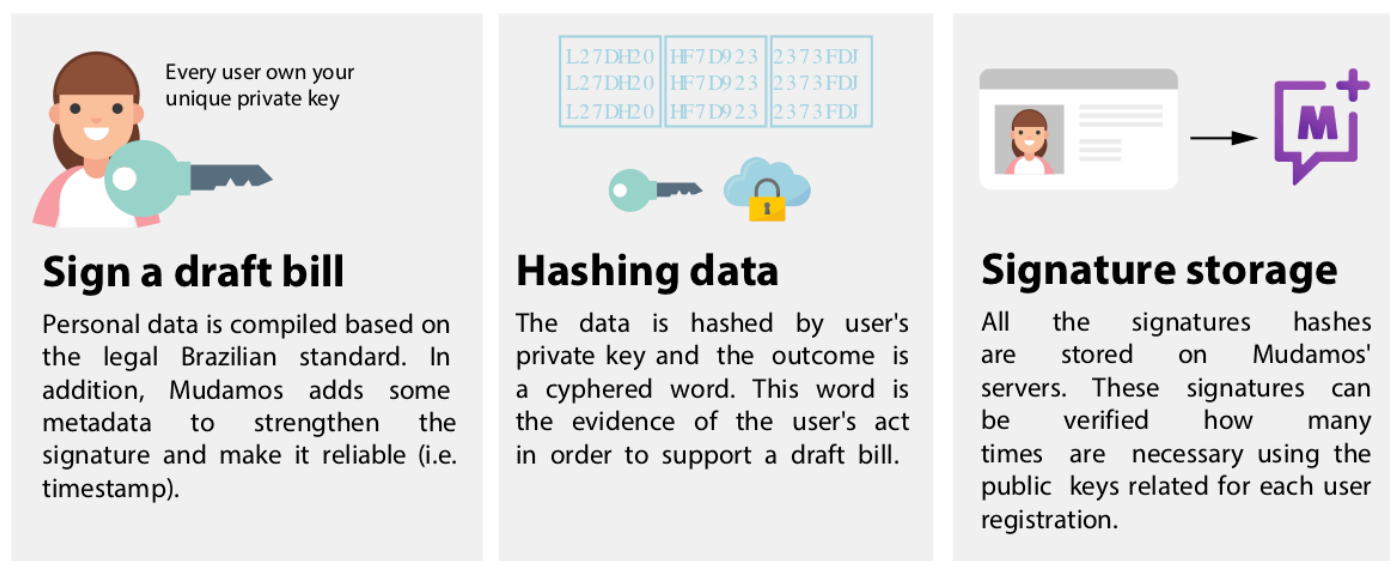 Every user own your
unique private key
Sign a draft bill
Personal data is compiled based on
the legal Brazilian standard. In
addition, Mudamos adds some
metadata to strengthen the
signature and make it reliable (i.e.
timestamp).
L27DH20 HF7D923 2373FDJ
L27DH20 HF7D923 2373FDJ
L27DH20 HF7D923 2373FDJ
Hashing data
The data is hashed by user's
private key and the outcome is
a cyphered word. This word is
the evidence of the user's act
in order to support a draft bill.
M
Signature storage
All the signatures hashes
are stored on Mudamos'
servers. These signatures can
be verified how many
times are necessary using the
public keys related for each user
registration.